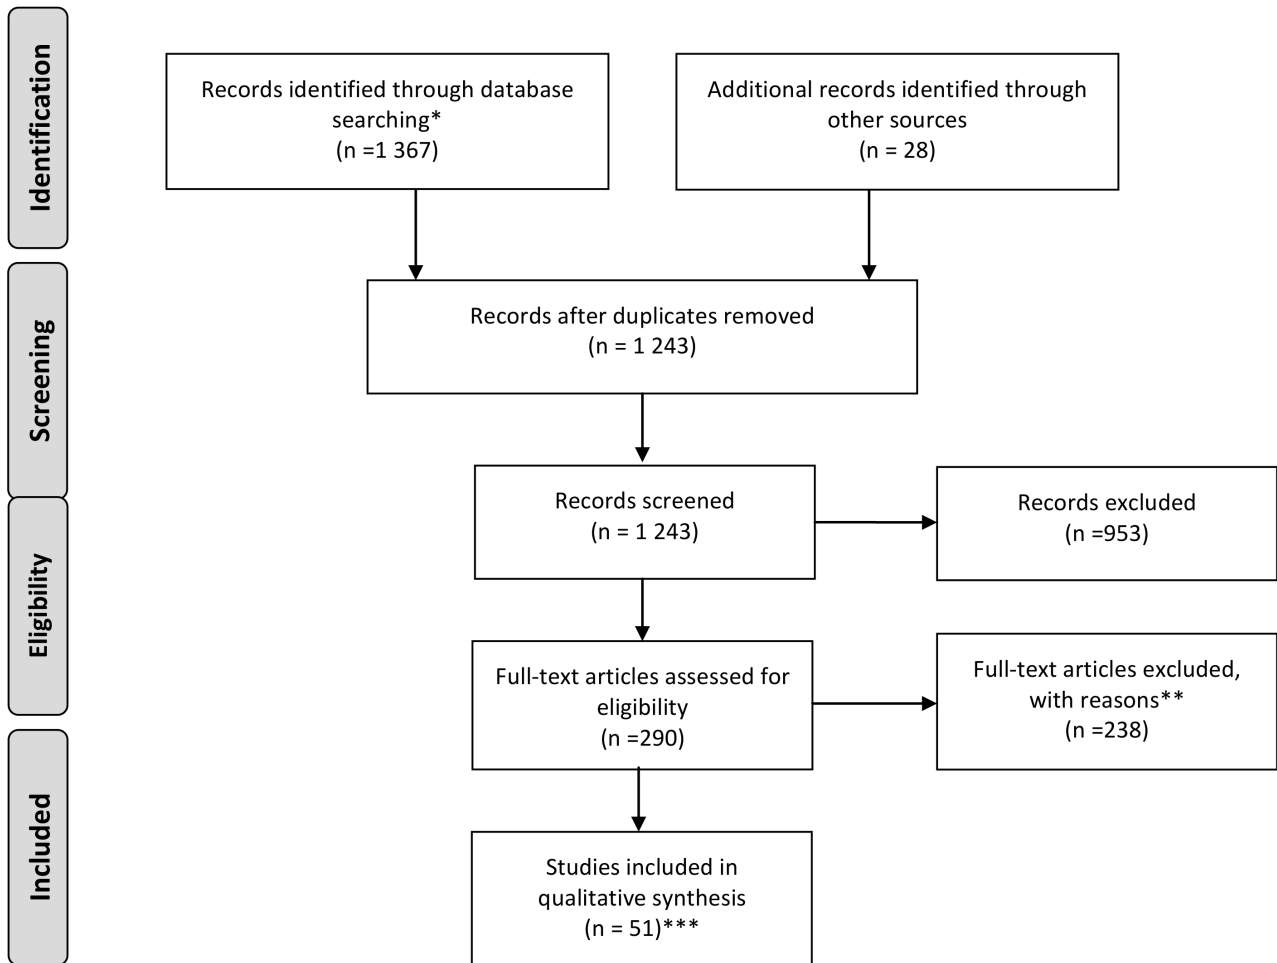 Identification
Records identified through database
searching*
(n =1 367)
Additional records identified through
other sources
(n = 28)
Screening
Records after duplicates removed
(n = 1 243)
Records screened
(n = 1 243)
Records excluded
(n =953)
Eligibility
Full-text articles assessed for
eligibility
(n =290)
Full-text articles excluded,
with reasons**
(n =238)
Included
Studies included in
qualitative synthesis
(n = 51)***